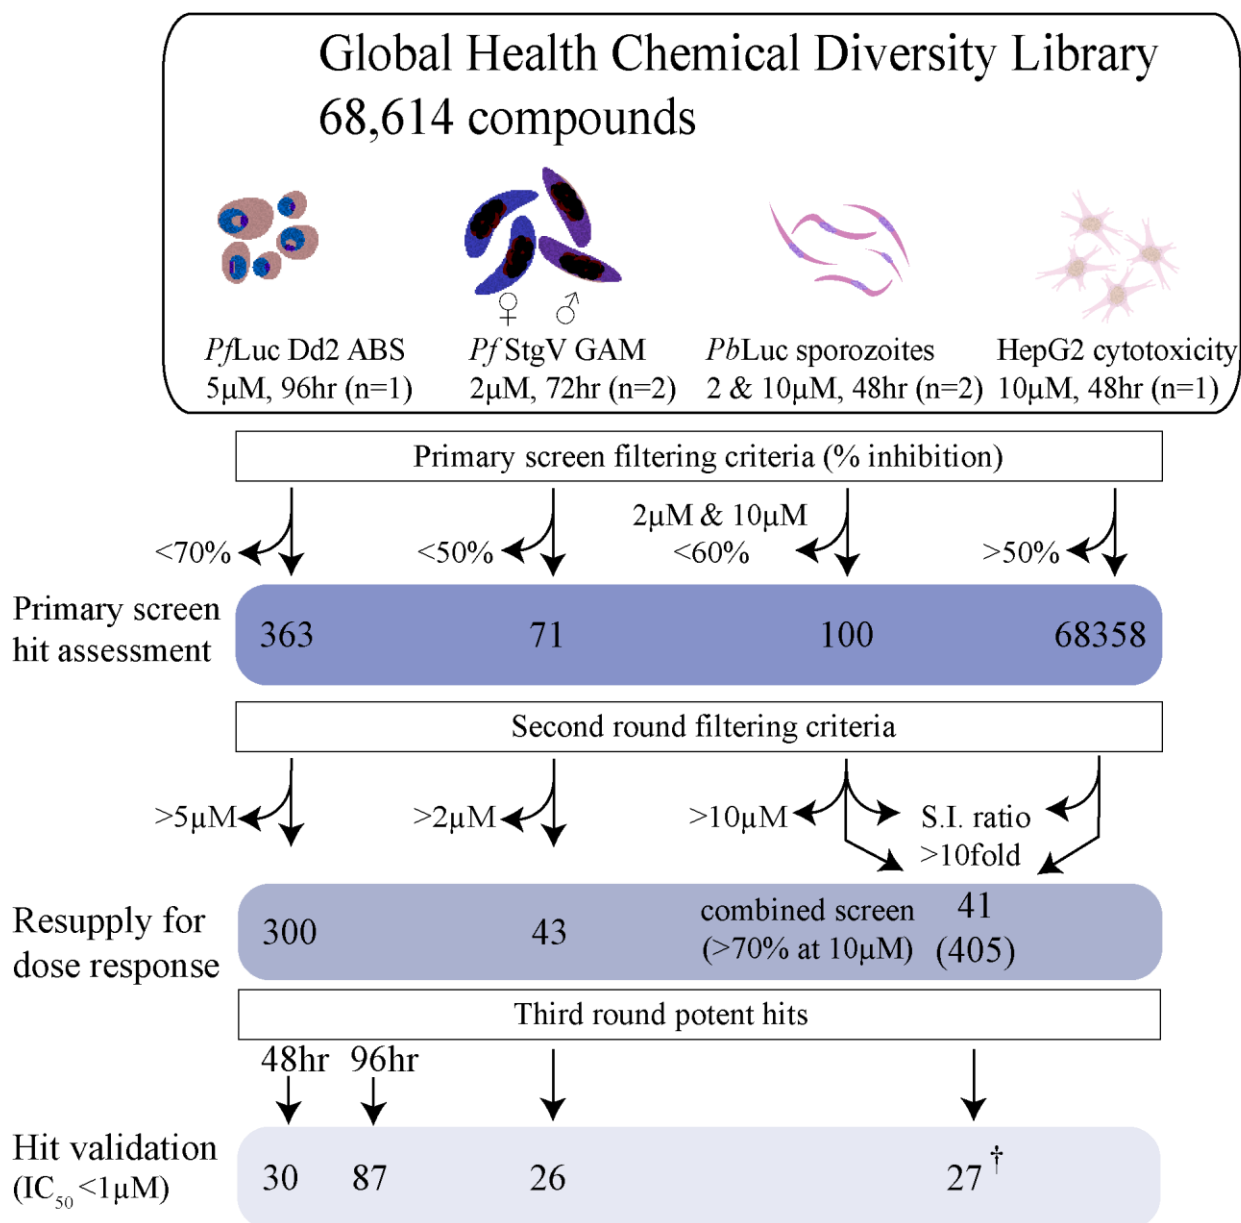 Global Health Chemical Diversity Library
68,614 compounds
♀ ♂
PfLuc Dd2 ABS
5μM, 96hr (n=1)
Pf StgV GAM
2μM, 72hr (n=2)
PbLuc sporozoites
2 & 10μM, 48hr (n=2)
HepG2 cytotoxicity
10μM, 48hr (n=1)
Primary screen filtering criteria (% inhibition)
<70%
<50%
2μM & 10μM
<60%
>50%
Primary screen
hit assessment
363
71
100
68358
Second round filtering criteria
>5μM
>2μM
>10μM
S.I. ratio
>10fold
Resupply for
dose response
300
43
combined screen
(>70% at 10μM)
41
(405)
Third round potent hits
48hr
96hr
Hit validation
(IC50 <1μM)
30
87
26
27†